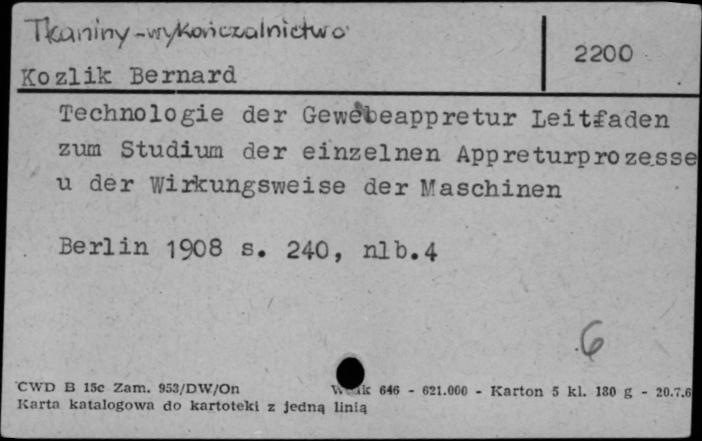 Tkaniny-wykończalnictwo
2200
Kozlik Bernard
Technologie der Gewebeappretur Leitfaden
zum Studium der einzelnen Appreturprozesse
u der Wirkungsweise der Maschinen
Berlin 1908 s. 240, nlb.4
6
CWD B 15c Zam. 953/DW/On 646 - 621.000 - Karton 5 kl. 180 g - 20.7.6
Karta katalogowa do kartoteki z jedną linią